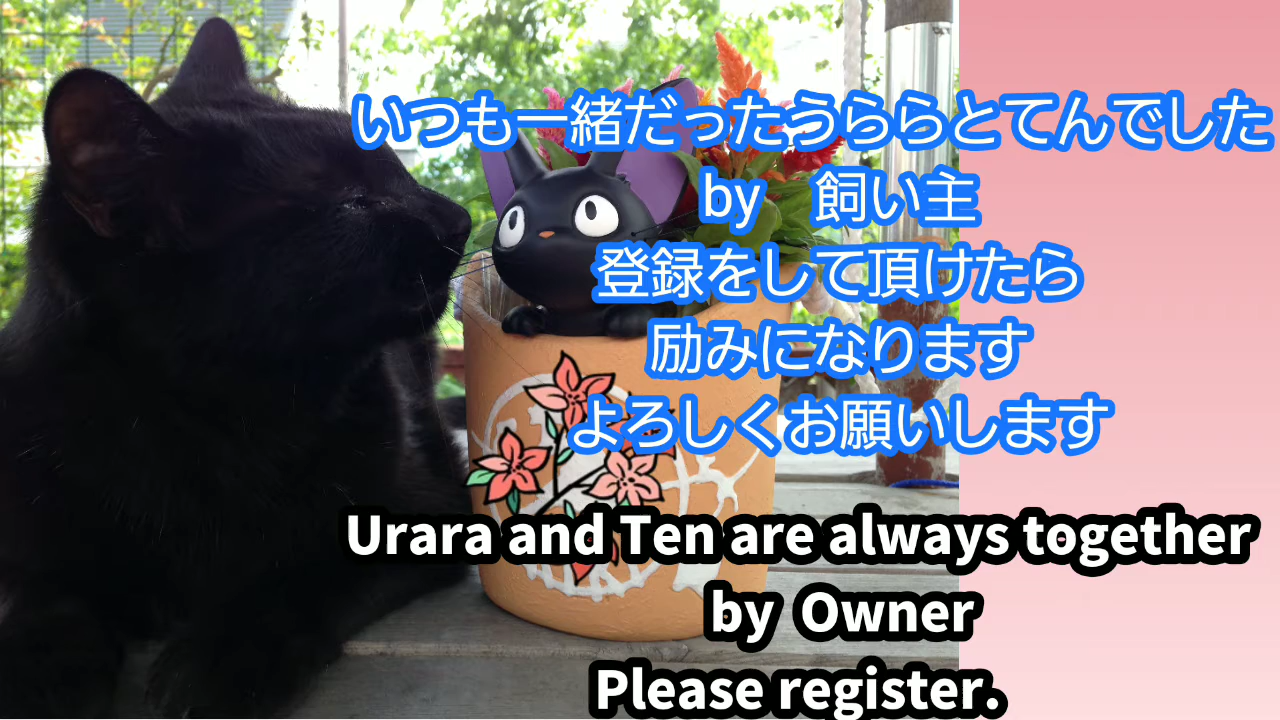 いつも一緒だったうららとてんでした
by　飼い主
登録をして頂けたら
励みになります
よろしくお願いします
Urara and Ten are always together
by Owner
Please register.